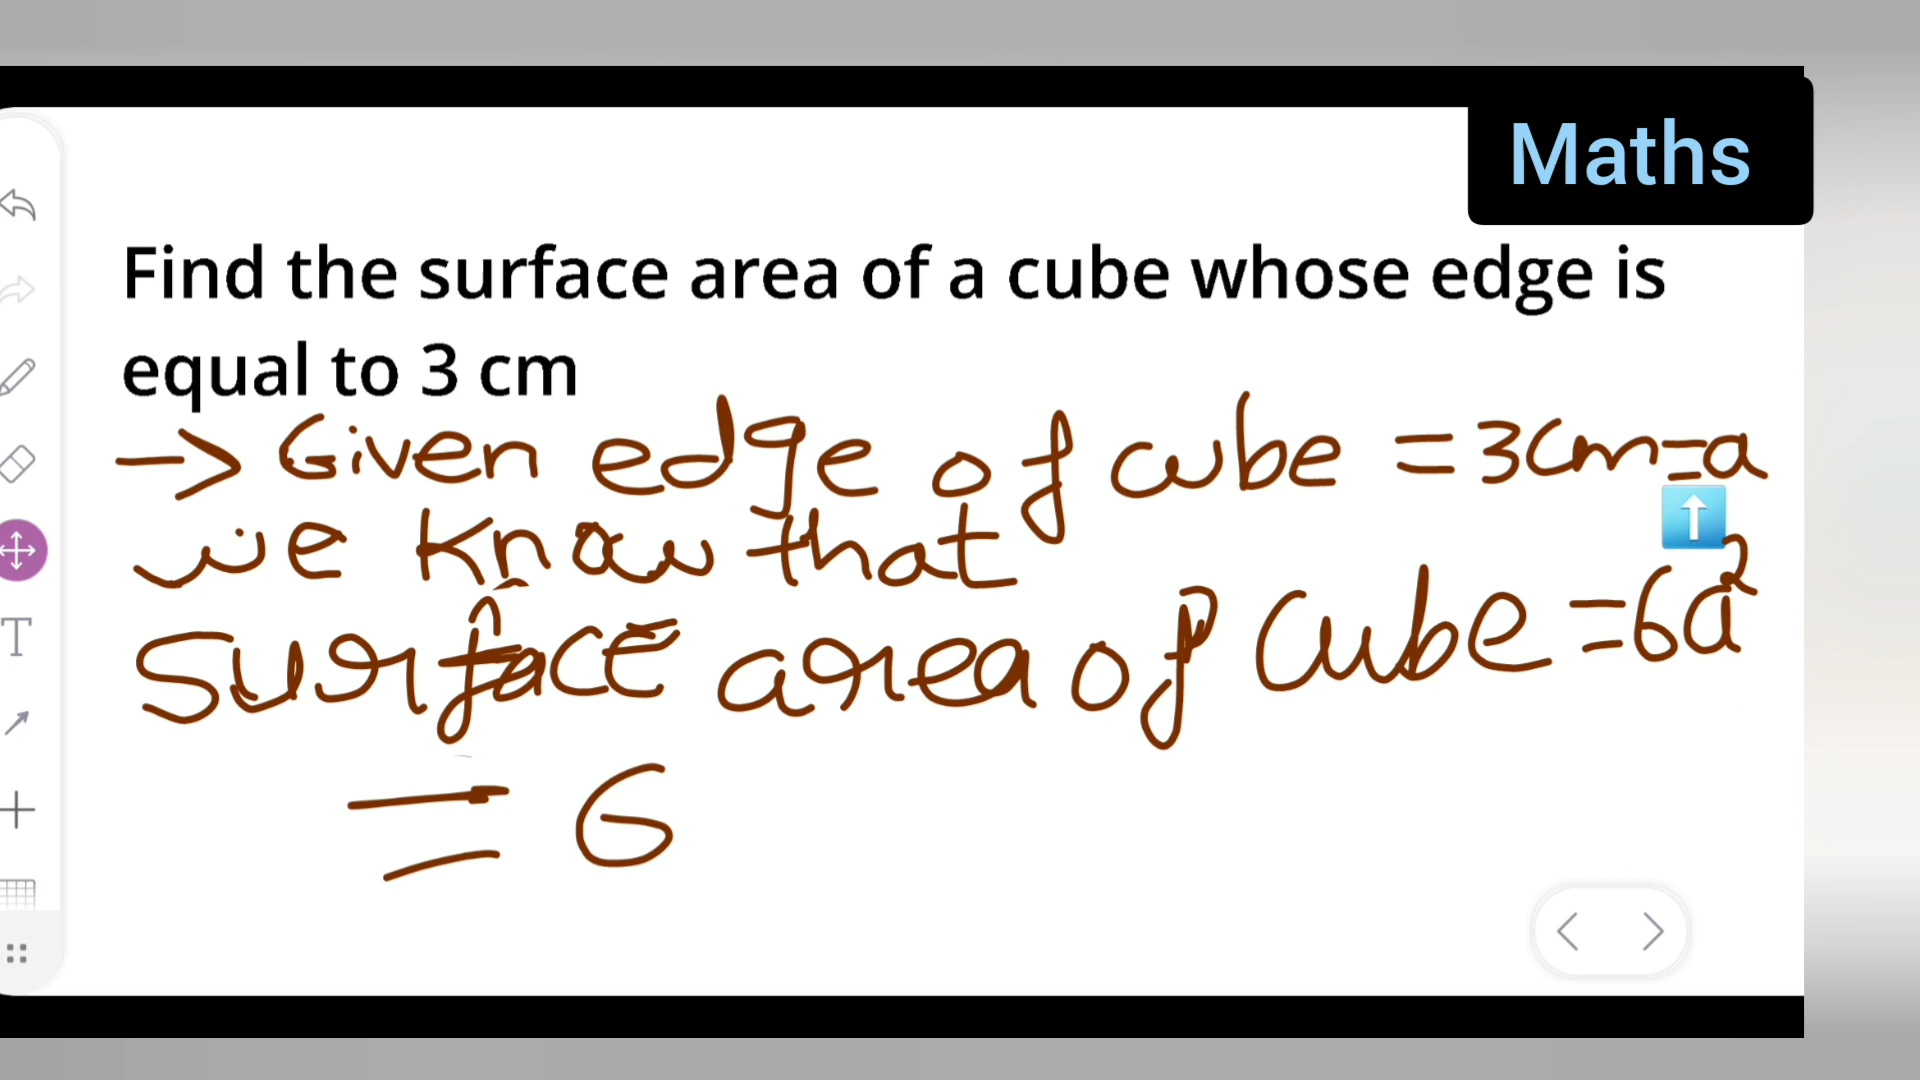 Maths
Find the surface area of a cube whose edge is
equal to 3 cm
→ Given edge of cube = 3cm=a
we know that
surface area of cube = 6a²
= 6